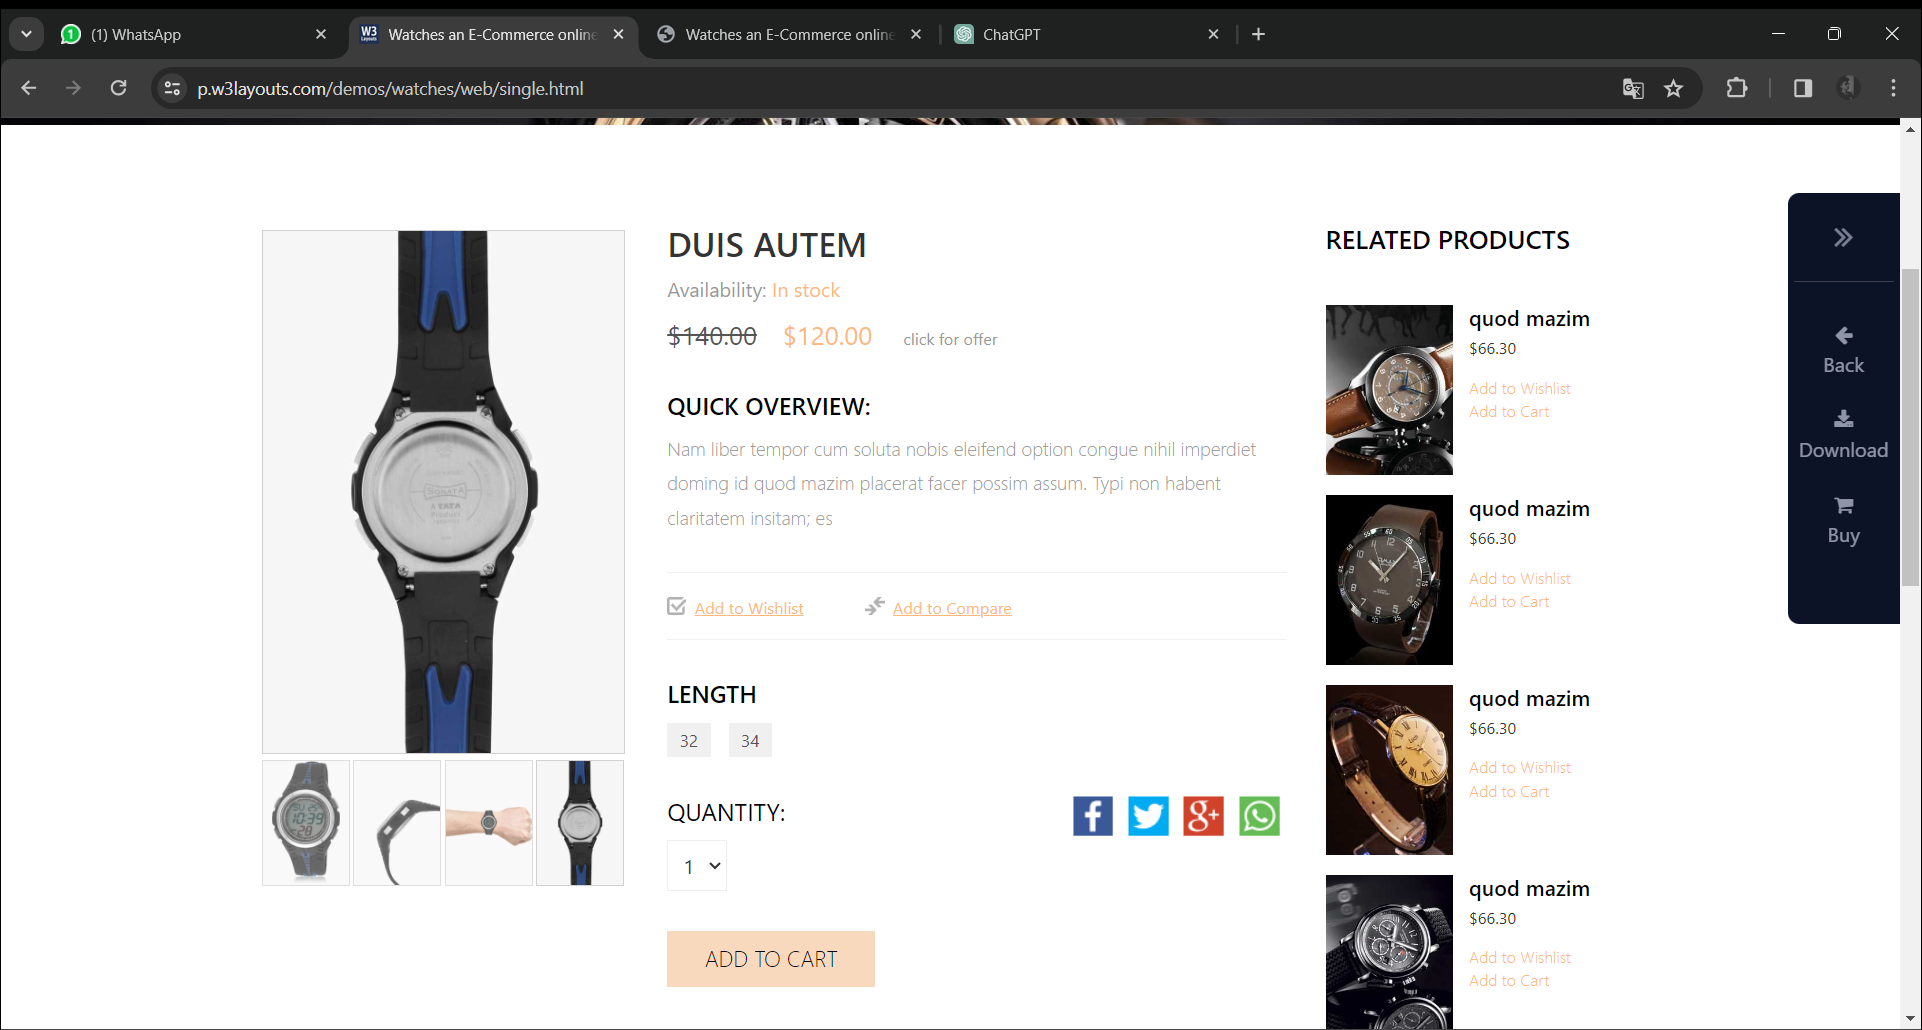 (1) WhatsApp
Watches an E-Commerce online
Watches an E-Commerce online
ChatGPT
p.w3layouts.com/demos/watches/web/single.html
DUIS AUTEM
Availability: In stock
$140.00 $120.00 click for offer
QUICK OVERVIEW:
Nam liber tempor cum soluta nobis eleifend option congue nihil imperdiet
doming id quod mazim placerat facer possim assum. Typi non habent
claritatem insitam; es
Add to Wishlist Add to Compare
LENGTH
32 34
QUANTITY:
1
ADD TO CART
SONATA
A TATA
Product
RELATED PRODUCTS
quod mazim
$66.30
Add to Wishlist
Add to Cart
quod mazim
$66.30
Add to Wishlist
Add to Cart
quod mazim
$66.30
Add to Wishlist
Add to Cart
quod mazim
$66.30
Add to Wishlist
Add to Cart
Back
Download
Buy